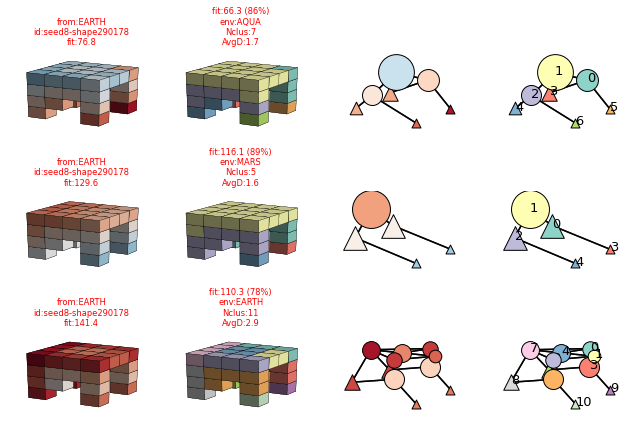 from:EARTH
id:seed8-shape290178
fit:76.8
fit:66.3 (86%)
env:AQUA
Nclus:7
AvgD:1.7
1
0
2
3
4
5
6
from:EARTH
id:seed8-shape290178
fit:129.6
fit:116.1 (89%)
env:MARS
Nclus:5
AvgD:1.6
1
0
2
3
4
from:EARTH
id:seed8-shape290178
fit:141.4
fit:110.3 (78%)
env:EARTH
Nclus:11
AvgD:2.9
7
4
3
8
9
10